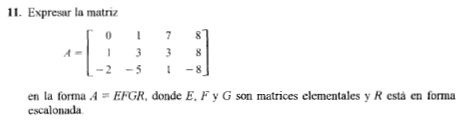 11. Expresar la matriz
A = [ 0 1 7 8
1 3 3 8
-2 -5 1 -8 ]
en la forma A = EFGR, donde E, F y G son matrices elementales y R está en forma
escalonada.